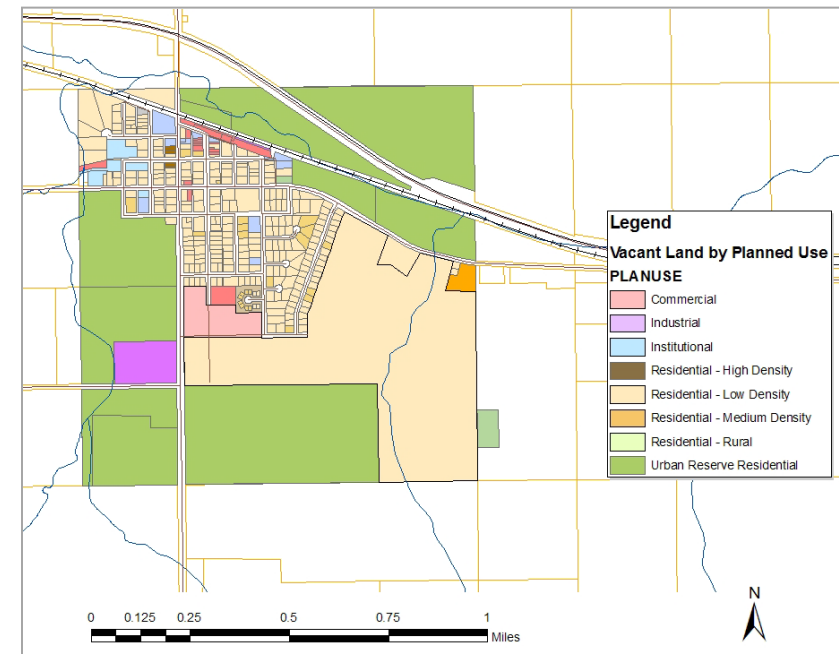 Legend
Vacant Land by Planned Use
PLANUSE
Commercial
Industrial
Institutional
Residential - High Density
Residential - Low Density
Residential - Medium Density
Residential - Rural
Urban Reserve Residential
N
0 0.125 0.25 0.5 0.75 1
Miles